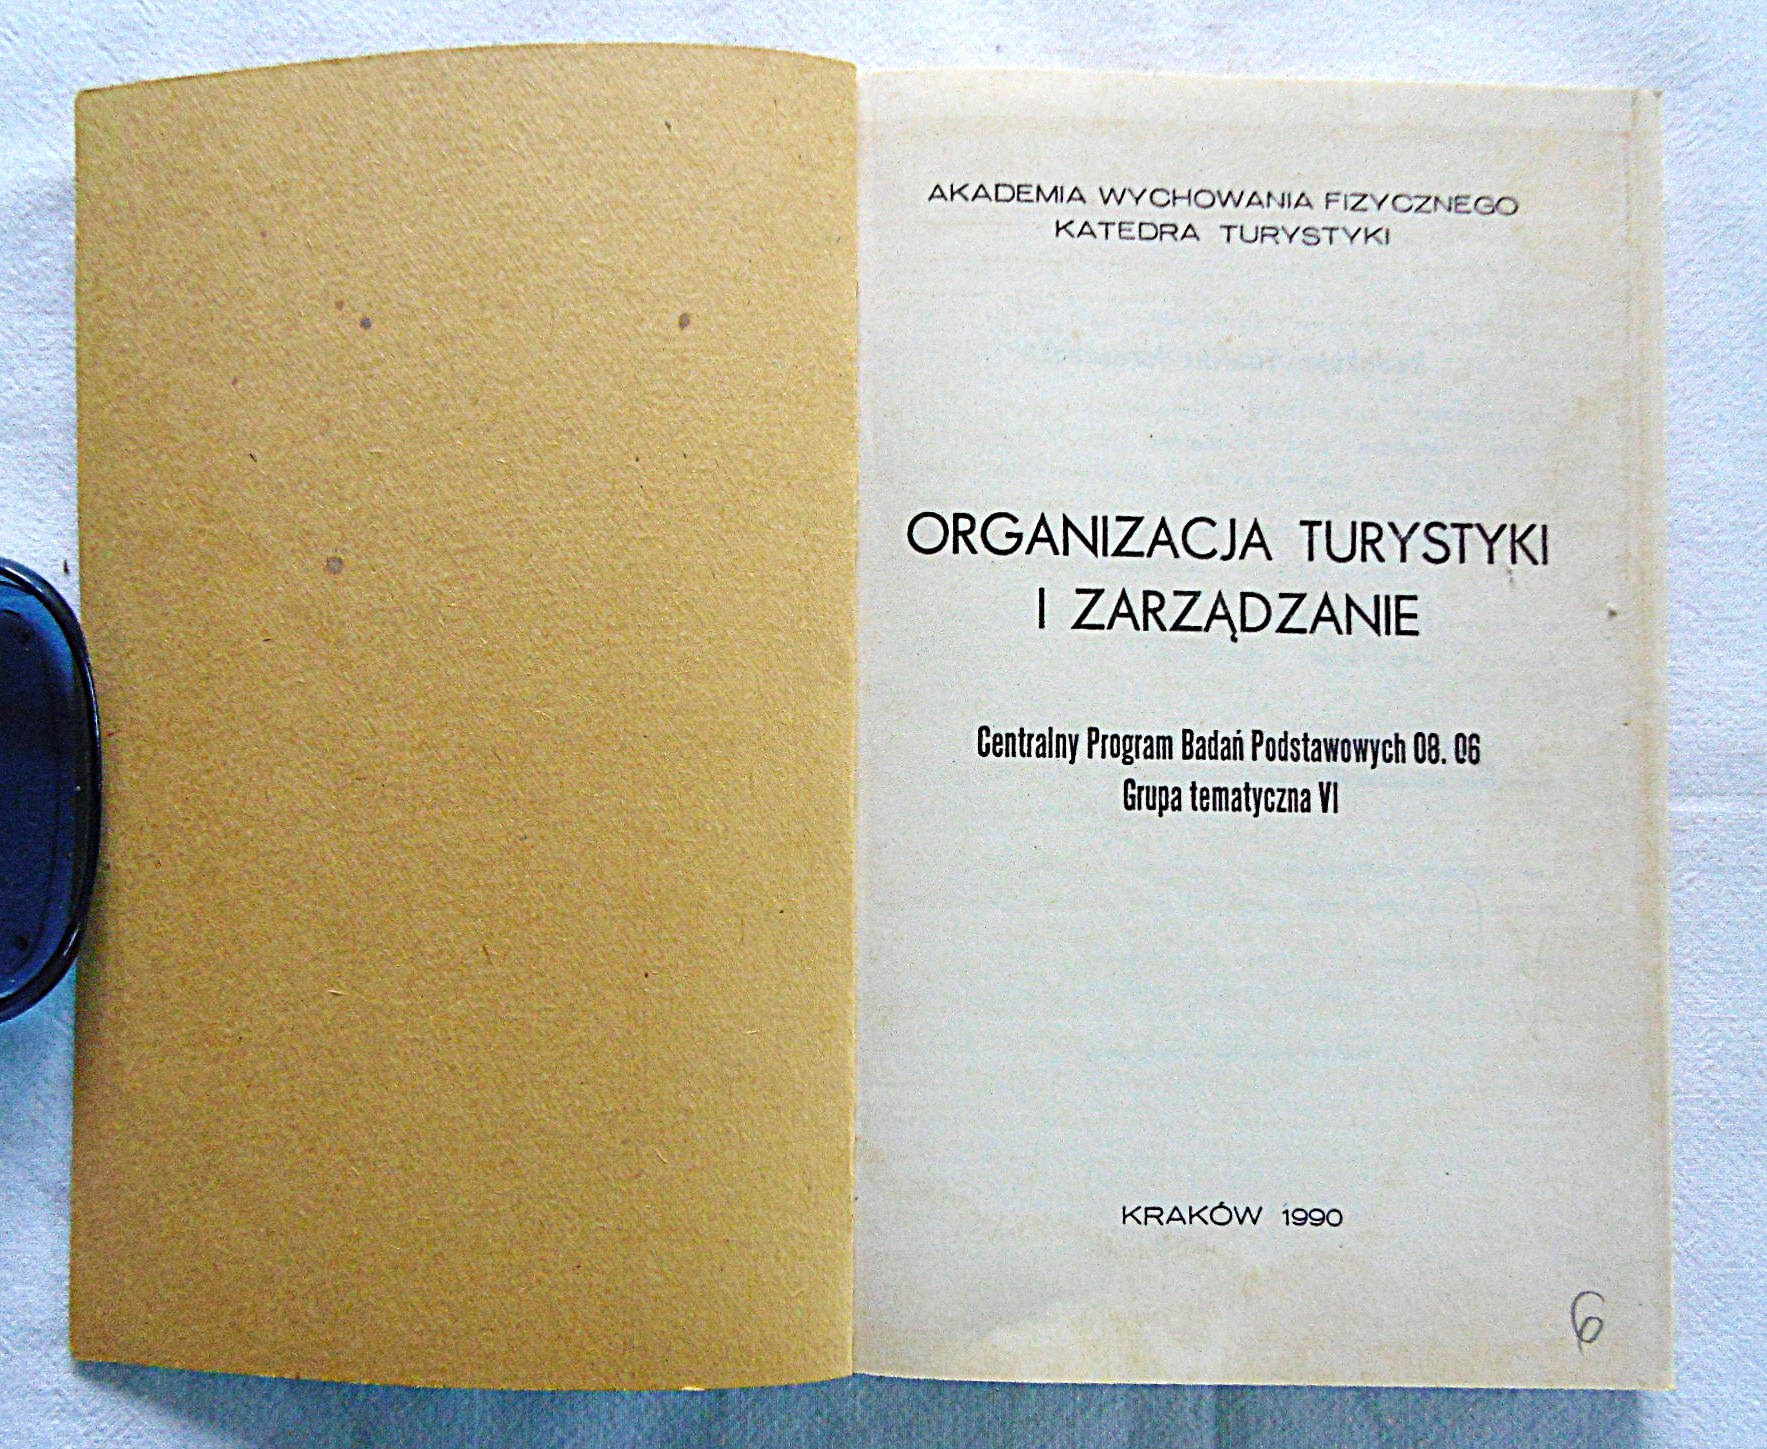 AKADEMIA WYCHOWANIA FIZYCZNEGO
KATEDRA TURYSTYKI
ORGANIZACJA TURYSTYKI
I ZARZĄDZANIE
Centralny Program Badań Podstawowych 08. 06
Grupa tematyczna VI
KRAKÓW 1990
6